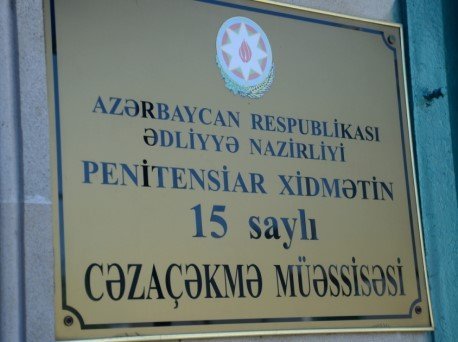 AZƏRBAYCAN RESPUBLİKASI
ƏDLİYYƏ NAZİRLİYİ
PENİTENSİAR XİDMƏTİN
15 saylı
CƏZAÇƏKMƏ MÜƏSSİSƏSİ